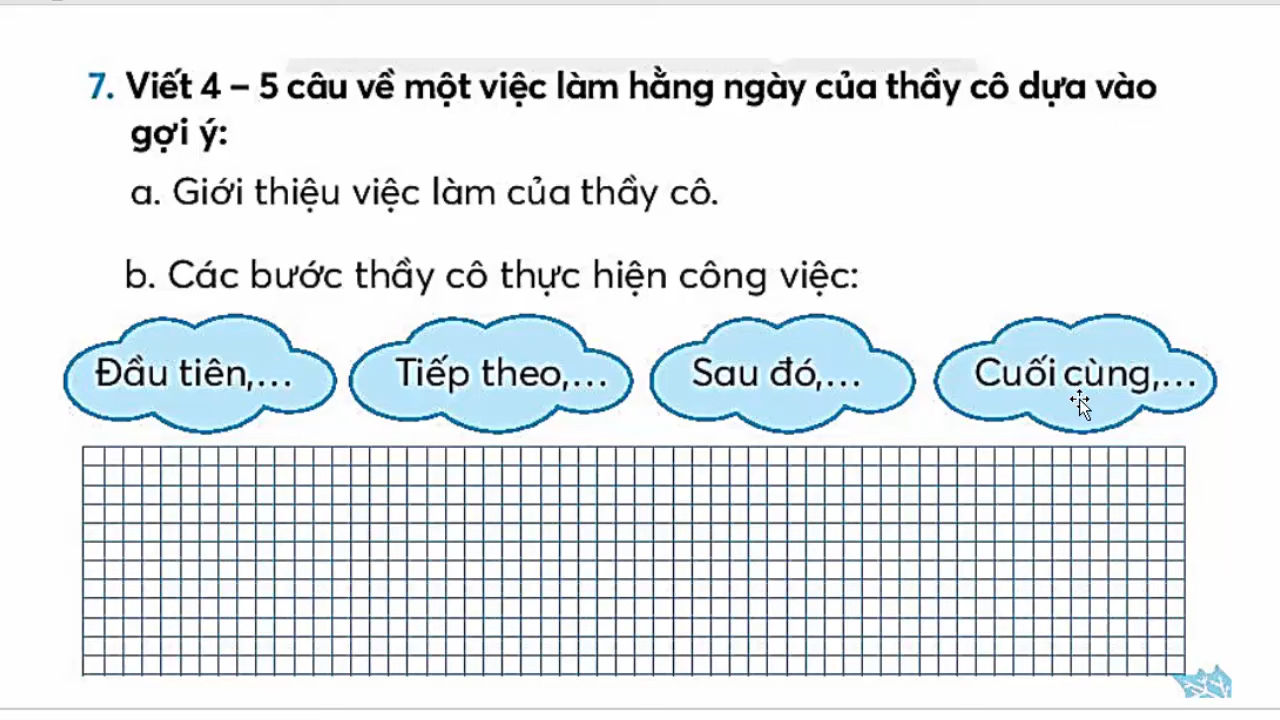 7. Viết 4 – 5 câu về một việc làm hằng ngày của thầy cô dựa vào
gợi ý:
a. Giới thiệu việc làm của thầy cô.
b. Các bước thầy cô thực hiện công việc:
Đầu tiên,... Tiếp theo,... Sau đó,... Cuối cùng,...